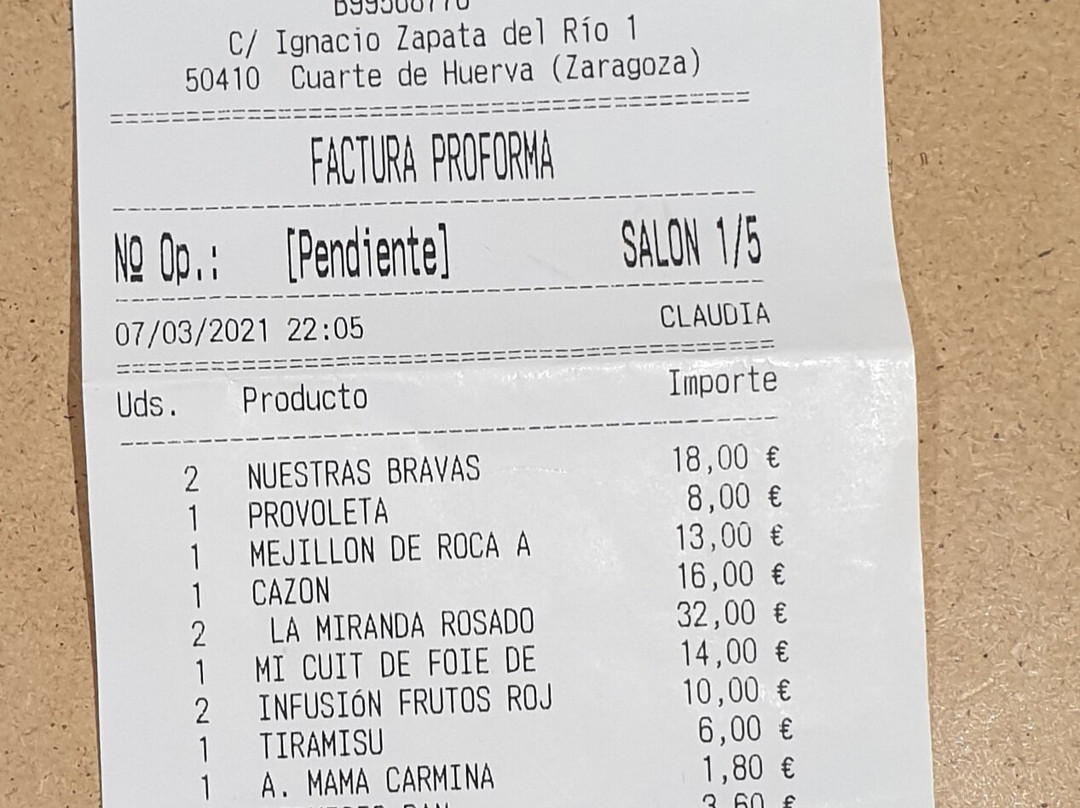 C/ Ignacio Zapata del Río 1
50410 Cuarte de Huerva (Zaragoza)
FACTURA PROFORMA
Nº Op.: [Pendiente] SALON 1/5
07/03/2021 22:05 CLAUDIA
Uds. Producto Importe
2 NUESTRAS BRAVAS 18,00 €
1 PROVOLETA 8,00 €
1 MEJILLON DE ROCA A 13,00 €
1 CAZON 16,00 €
2 LA MIRANDA ROSADO 32,00 €
1 MI CUIT DE FOIE DE 14,00 €
2 INFUSIÓN FRUTOS ROJ 10,00 €
1 TIRAMISU 6,00 €
1 A. MAMA CARMINA 1,80 €
3,60 €